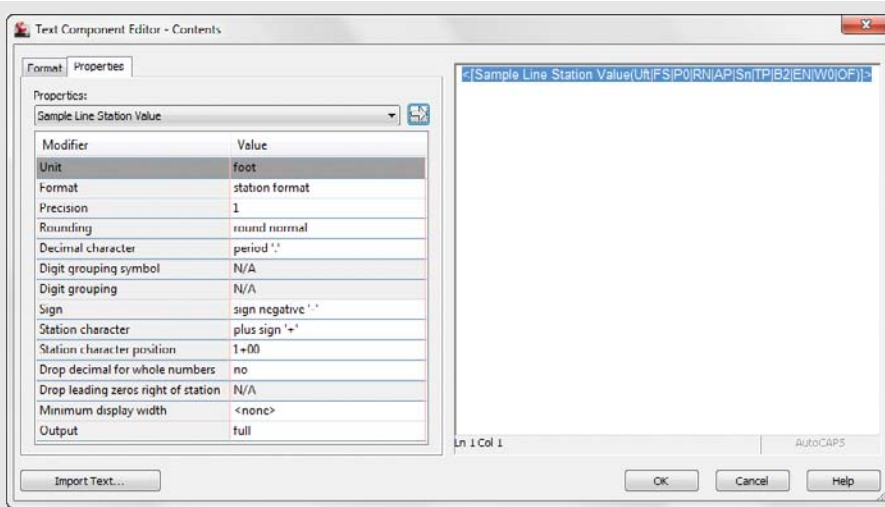 Text Component Editor - Contents
Format Properties
Properties:
Sample Line Station Value
Modifier Value
Unit foot
Format station format
Precision 1
Rounding round normal
Decimal character period '.'
Digit grouping symbol N/A
Digit grouping N/A
Sign sign negative '-'
Station character plus sign '+'
Station character position 1+00
Drop decimal for whole numbers no
Drop leading zeros right of station N/A
Minimum display width <none>
Output full
Import Text...
<[Sample Line Station Value(Uft|FS|P0|RN|AP|Sn|TP|B2|EN|W0|OF)]>
Ln 1 Col 1 AutoCAPS
OK Cancel Help